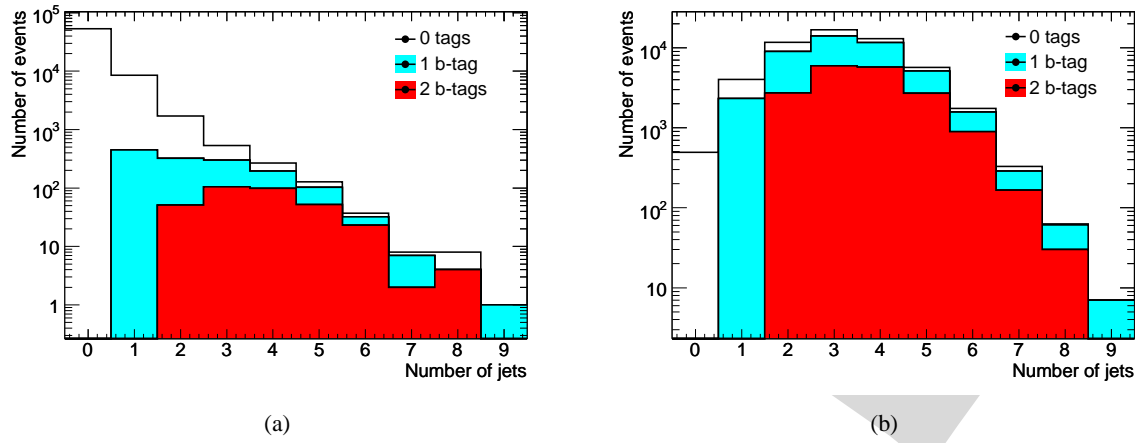 Number of events
10^5
10^4
10^3
10^2
10
1
0 tags
1 b-tag
2 b-tags
0 1 2 3 4 5 6 7 8 9
Number of jets
(a)
Number of events
10^4
10^3
10^2
10
0 tags
1 b-tag
2 b-tags
0 1 2 3 4 5 6 7 8 9
Number of jets
(b)